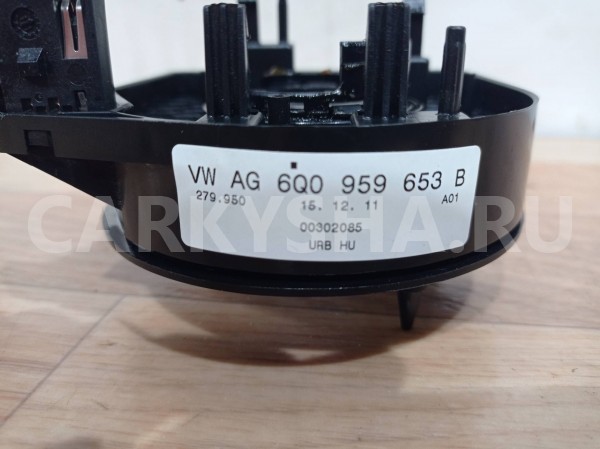 VW AG 6Q0 959 653 B
279.950 15. 12. 11 A01
00302085
URB HU
CARKYSHA.RU